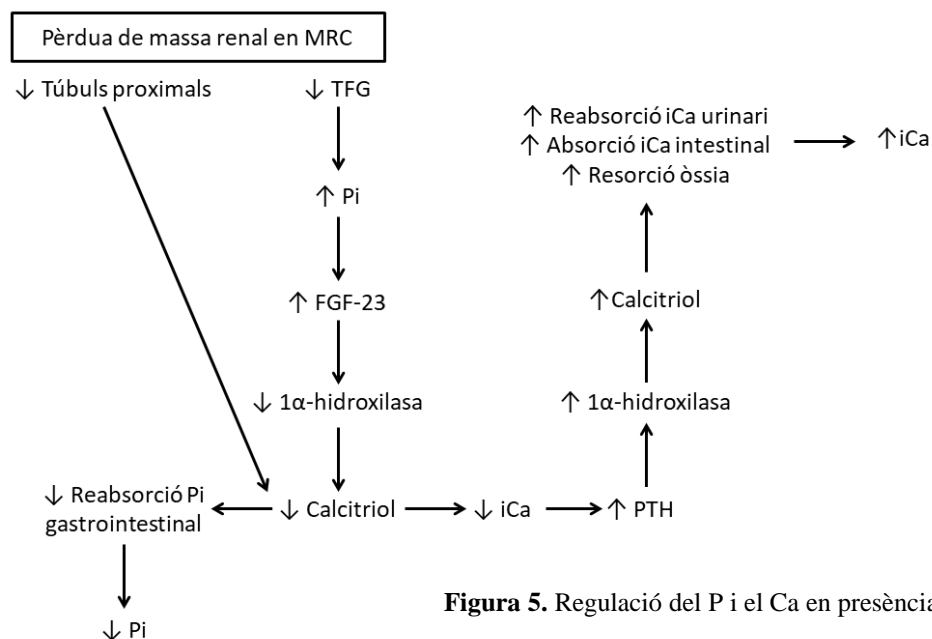 Pèrdua de massa renal en MRC
↓ Túbuls proximals
↓ TFG
↑ Pi
↑ FGF-23
↓ 1α-hidroxilasa
↓ Reabsorció Pi
gastrointestinal
↓ Pi
↓ Calcitriol
↓ iCa
↑ PTH
↑ 1α-hidroxilasa
↑ Calcitriol
↑ Reabsorció iCa urinari
↑ Absorció iCa intestinal
↑ Resorció òssia
↑ iCa
Figura 5. Regulació del P i el Ca en presència